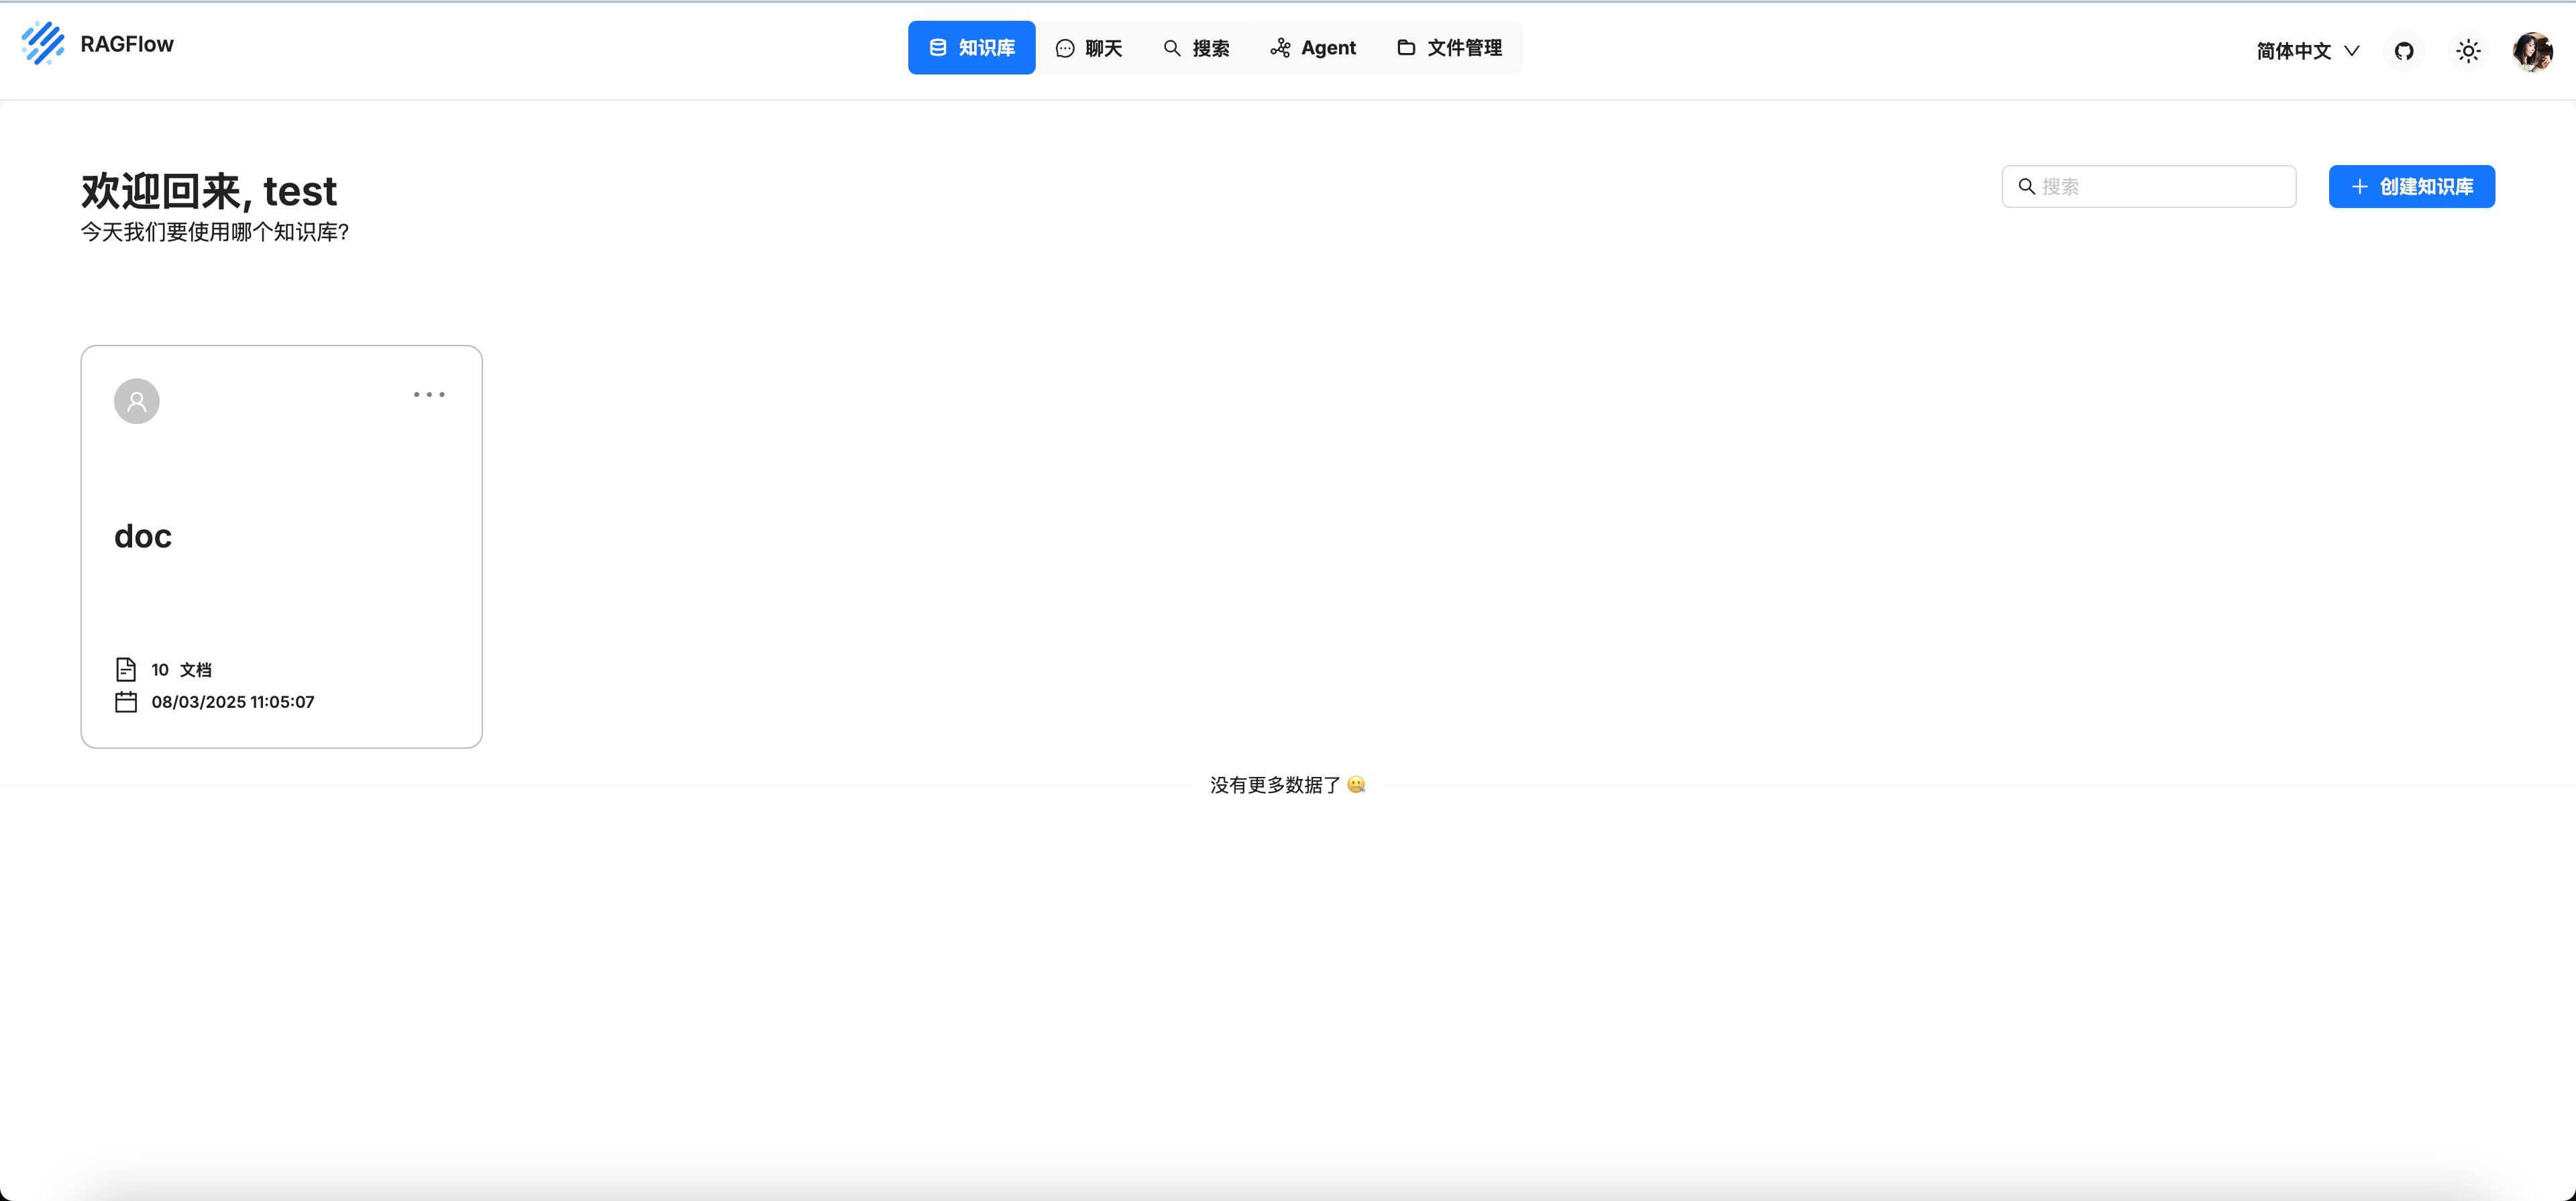 RAGFlow
知识库 聊天 搜索 Agent 文件管理
简体中文
欢迎回来, test
今天我们要使用哪个知识库?
搜索
创建知识库
doc
10 文档
08/03/2025 11:05:07
没有更多数据了 🤐